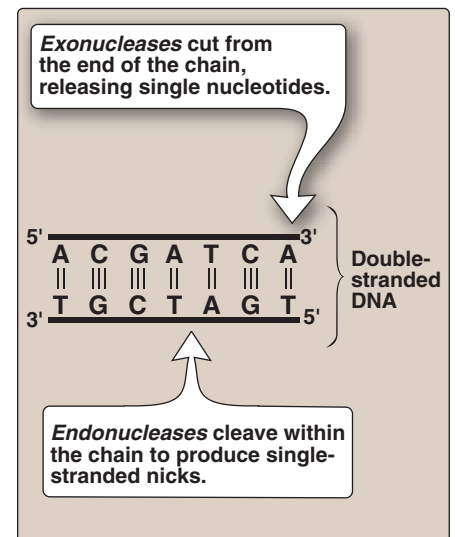 Exonucleases cut from
the end of the chain,
releasing single nucleotides.
5' 3'
A C G A T C A
T G C T A G T
3' 5'
Double-
stranded
DNA
Endonucleases cleave within
the chain to produce single-
stranded nicks.